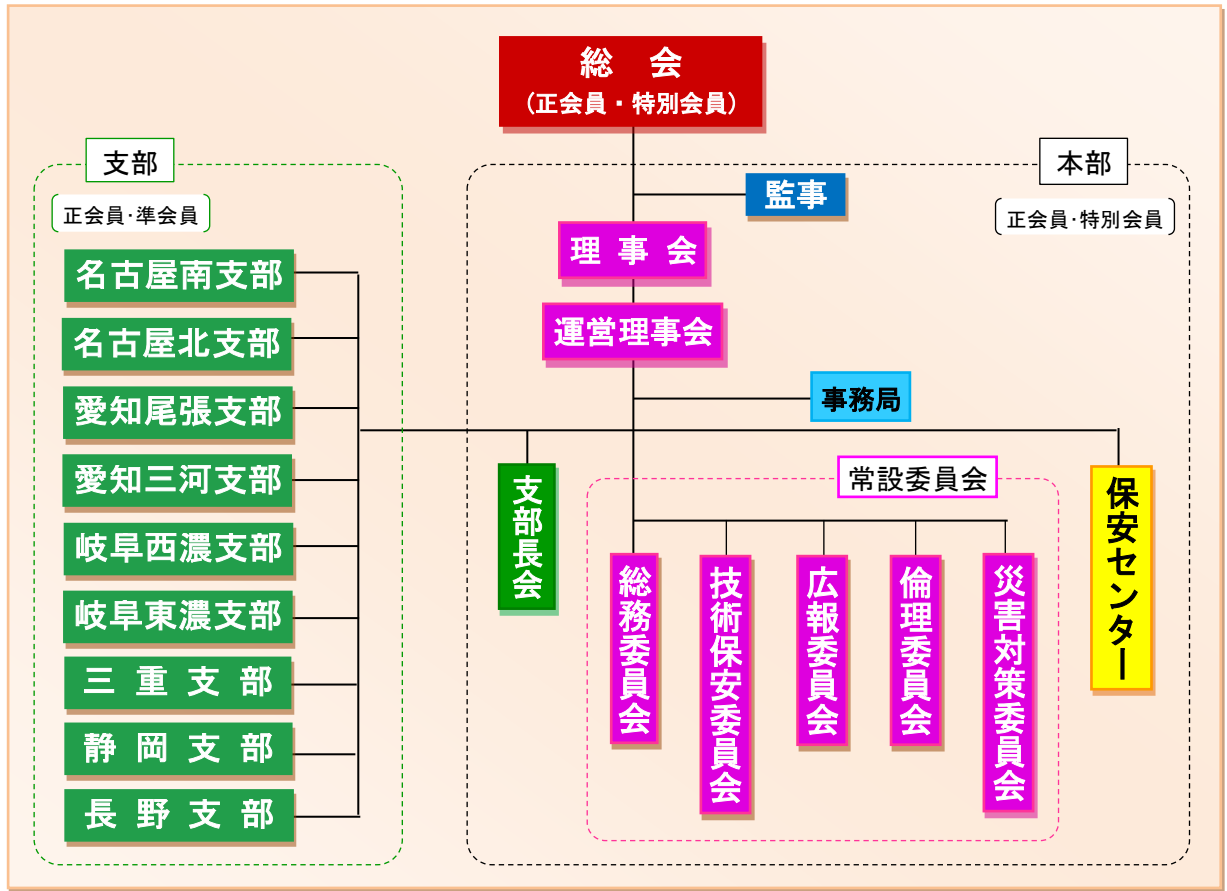 総　会
（正会員・特別会員）
支部
正会員・準会員
本部
正会員・特別会員
監事
理 事 会
運営理事会
事務局
名古屋南支部
名古屋北支部
愛知尾張支部
愛知三河支部
岐阜西濃支部
岐阜東濃支部
三 重 支 部
静 岡 支 部
長 野 支 部
支部長会
常設委員会
総務委員会
技術保安委員会
広報委員会
倫理委員会
災害対策委員会
保安センター